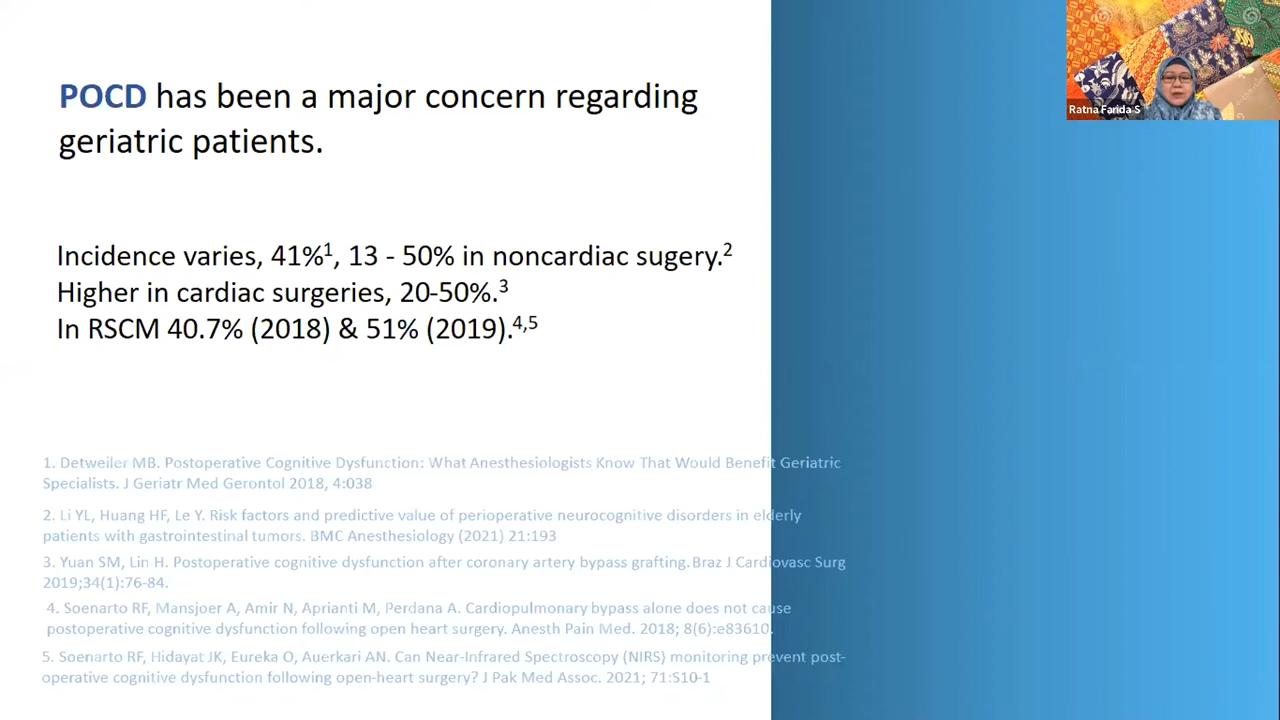 POCD has been a major concern regarding
geriatric patients.
Incidence varies, 41%¹, 13 - 50% in noncardiac sugery.²
Higher in cardiac surgeries, 20-50%.³
In RSCM 40.7% (2018) & 51% (2019).⁴,⁵
1. Detweiler MB. Postoperative Cognitive Dysfunction: What Anesthesiologists Know That Would Benefit Geriatric
Specialists. J Geriatr Med Gerontol 2018, 4:038
2. Li YL, Huang HF, Le Y. Risk factors and predictive value of perioperative neurocognitive disorders in elderly
patients with gastrointestinal tumors. BMC Anesthesiology (2021) 21:193
3. Yuan SM, Lin H. Postoperative cognitive dysfunction after coronary artery bypass grafting. Braz J Cardiovasc Surg
2019;34(1):76-84.
4. Soenarto RF, Mansjoer A, Amir N, Aprianti M, Perdana A. Cardiopulmonary bypass alone does not cause
postoperative cognitive dysfunction following open heart surgery. Anesth Pain Med. 2018; 8(6):e83610.
5. Soenarto RF, Hidayat JK, Eureka O, Auerkari AN. Can Near-Infrared Spectroscopy (NIRS) monitoring prevent post-
operative cognitive dysfunction following open-heart surgery? J Pak Med Assoc. 2021; 71:S10-1
Ratna Farida S